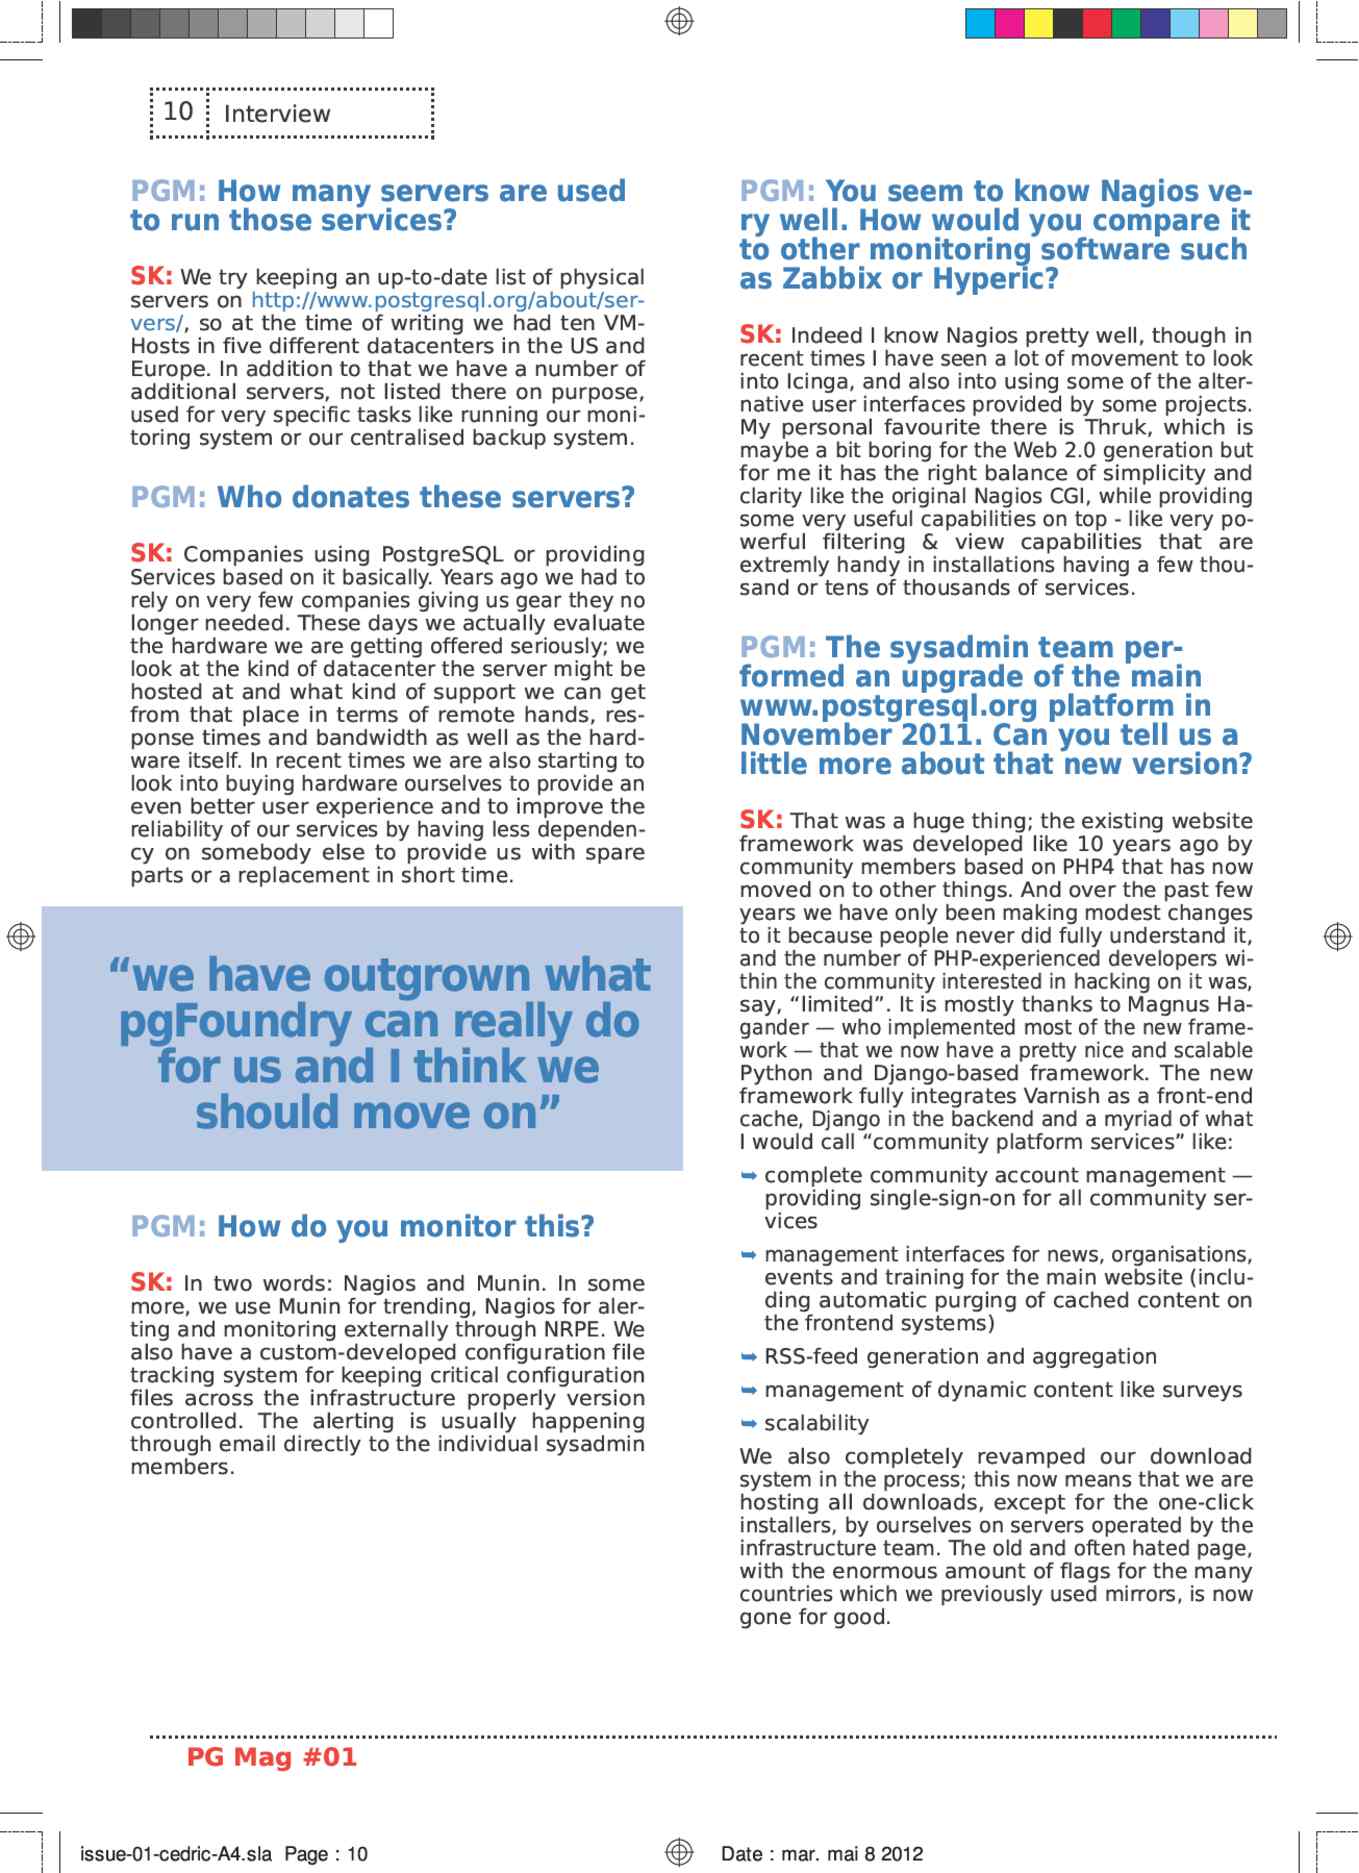 10
Interview
PGM: How many servers are used
to run those services?
SK: We try keeping an up-to-date list of physical
servers on http://www.postgresql.org/about/ser-
vers/, so at the time of writing we had ten VM-
Hosts in five different datacenters in the US and
Europe. In addition to that we have a number of
additional servers, not listed there on purpose,
used for very specific tasks like running our moni-
toring system or our centralised backup system.
PGM: Who donates these servers?
SK: Companies using PostgreSQL or providing
Services based on it basically. Years ago we had to
rely on very few companies giving us gear they no
longer needed. These days we actually evaluate
the hardware we are getting offered seriously; we
look at the kind of datacenter the server might be
hosted at and what kind of support we can get
from that place in terms of remote hands, res-
ponse times and bandwidth as well as the hard-
ware itself. In recent times we are also starting to
look into buying hardware ourselves to provide an
even better user experience and to improve the
reliability of our services by having less dependen-
cy on somebody else to provide us with spare
parts or a replacement in short time.
“we have outgrown what
pgFoundry can really do
for us and I think we
should move on”
PGM: How do you monitor this?
SK: In two words: Nagios and Munin. In some
more, we use Munin for trending, Nagios for aler-
ting and monitoring externally through NRPE. We
also have a custom-developed configuration file
tracking system for keeping critical configuration
files across the infrastructure properly version
controlled. The alerting is usually happening
through email directly to the individual sysadmin
members.
PGM: You seem to know Nagios ve-
ry well. How would you compare it
to other monitoring software such
as Zabbix or Hyperic?
SK: Indeed I know Nagios pretty well, though in
recent times I have seen a lot of movement to look
into Icinga, and also into using some of the alter-
native user interfaces provided by some projects.
My personal favourite there is Thruk, which is
maybe a bit boring for the Web 2.0 generation but
for me it has the right balance of simplicity and
clarity like the original Nagios CGI, while providing
some very useful capabilities on top - like very po-
werful filtering & view capabilities that are
extremly handy in installations having a few thou-
sand or tens of thousands of services.
PGM: The sysadmin team per-
formed an upgrade of the main
www.postgresql.org platform in
November 2011. Can you tell us a
little more about that new version?
SK: That was a huge thing; the existing website
framework was developed like 10 years ago by
community members based on PHP4 that has now
moved on to other things. And over the past few
years we have only been making modest changes
to it because people never did fully understand it,
and the number of PHP-experienced developers wi-
thin the community interested in hacking on it was,
say, “limited”. It is mostly thanks to Magnus Ha-
gander — who implemented most of the new frame-
work — that we now have a pretty nice and scalable
Python and Django-based framework. The new
framework fully integrates Varnish as a front-end
cache, Django in the backend and a myriad of what
I would call “community platform services” like:
➥ complete community account management —
providing single-sign-on for all community ser-
vices
➥ management interfaces for news, organisations,
events and training for the main website (inclu-
ding automatic purging of cached content on
the frontend systems)
➥ RSS-feed generation and aggregation
➥ management of dynamic content like surveys
➥ scalability
We also completely revamped our download
system in the process; this now means that we are
hosting all downloads, except for the one-click
installers, by ourselves on servers operated by the
infrastructure team. The old and often hated page,
with the enormous amount of flags for the many
countries which we previously used mirrors, is now
gone for good.
PG Mag #01
issue-01-cedric-A4.sla Page : 10
Date : mar. mai 8 2012